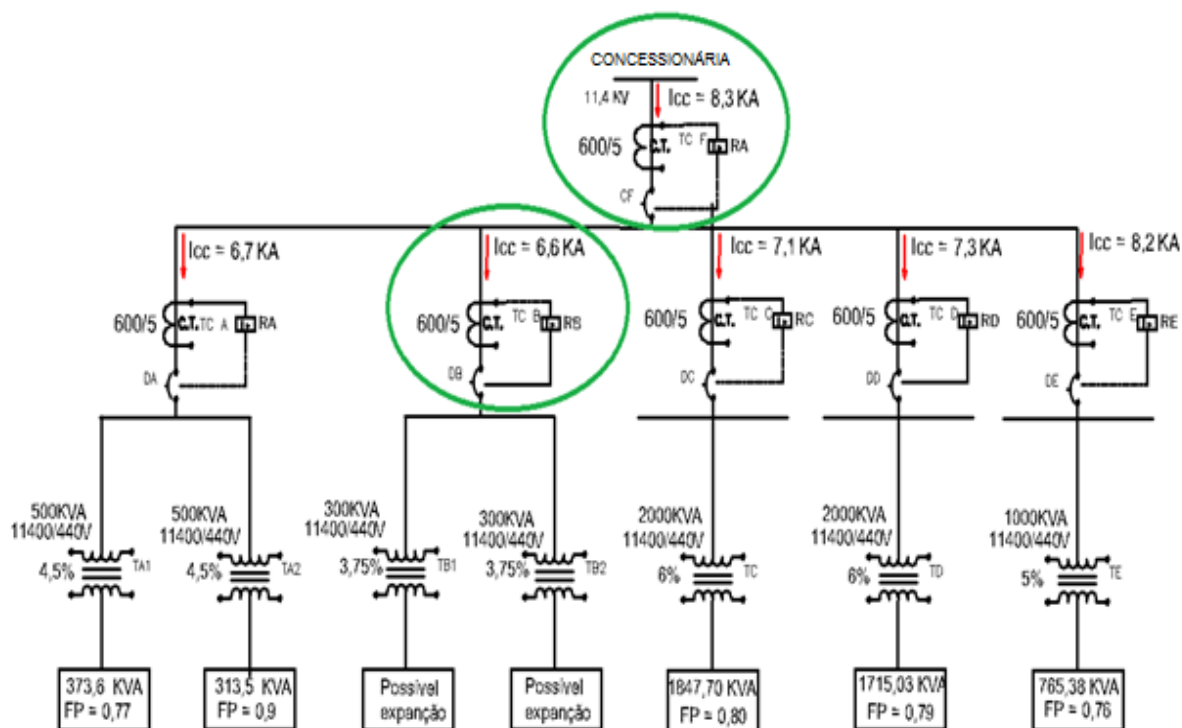 CONCESSIONÁRIA
11,4 KV
Icc = 8,3 KA
600/5
C.T.
TC F
RA
CF
Icc = 6,7 KA
Icc = 6,6 KA
Icc = 7,1 KA
Icc = 7,3 KA
Icc = 8,2 KA
600/5
C.T.
TC A
RA
600/5
C.T.
TC B
RB
600/5
C.T.
TC C
RC
600/5
C.T.
TC D
RD
600/5
C.T.
TC E
RE
DA
DB
DC
DD
DE
500KVA
11400/440V
4,5%
TA1
500KVA
11400/440V
4,5%
TA2
300KVA
11400/440V
3,75%
TB1
300KVA
11400/440V
3,75%
TB2
2000KVA
11400/440V
6%
TC
2000KVA
11400/440V
6%
TD
1000KVA
11400/440V
5%
TE
373,6 KVA
FP = 0,77
313,5 KVA
FP = 0,9
Possível
expanção
Possível
expanção
1847,70 KVA
FP = 0,80
1715,03 KVA
FP = 0,79
765,38 KVA
FP = 0,76